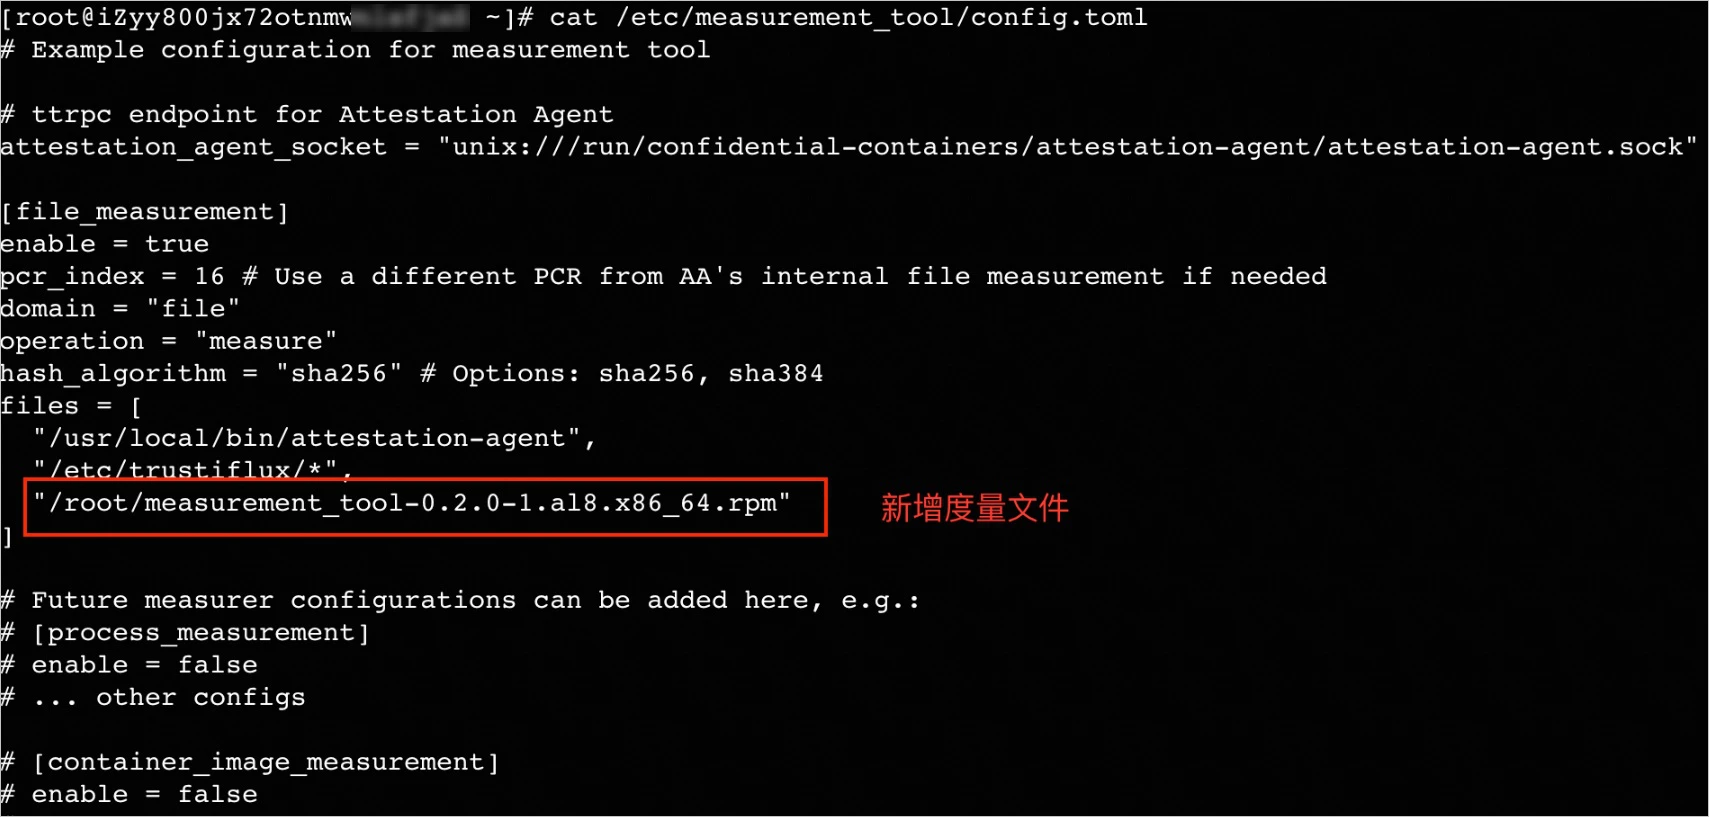 [root@iZyy800jx72otnmw ~]# cat /etc/measurement_tool/config.toml
# Example configuration for measurement tool
# ttrpc endpoint for Attestation Agent
attestation_agent_socket = "unix:///run/confidential-containers/attestation-agent/attestation-agent.sock"
[file_measurement]
enable = true
pcr_index = 16 # Use a different PCR from AA's internal file measurement if needed
domain = "file"
operation = "measure"
hash_algorithm = "sha256" # Options: sha256, sha384
files = [
"/usr/local/bin/attestation-agent",
"/etc/trustiflux/*",
"/root/measurement_tool-0.2.0-1.al8.x86_64.rpm"
新增度量文件
]
# Future measurer configurations can be added here, e.g.:
# [process_measurement]
# enable = false
# ... other configs
# [container_image_measurement]
# enable = false